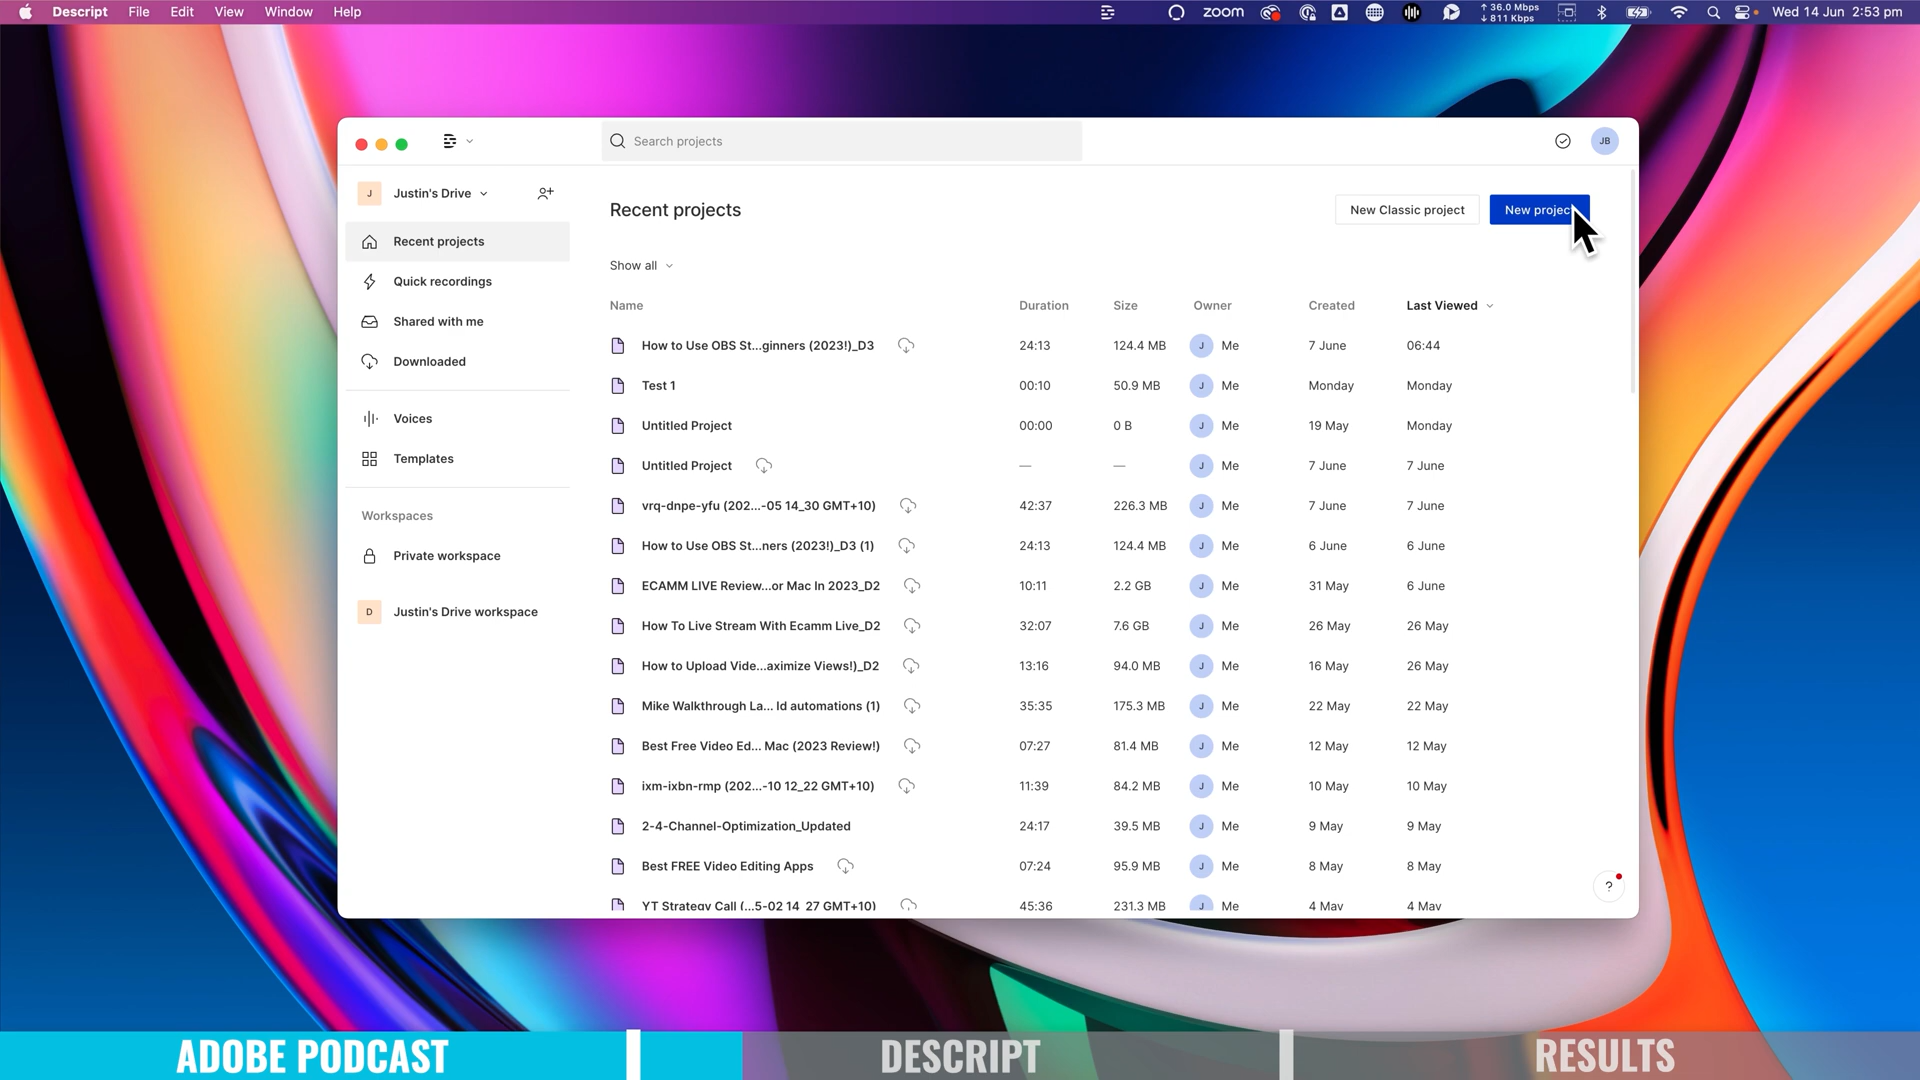 Descript File Edit View Window Help
zoom
↑ 36.0 Mbps
↓ 811 Kbps
Wed 14 Jun 2:53 pm
Search projects
JB
J Justin's Drive
Recent projects
Quick recordings
Shared with me
Downloaded
Voices
Templates
Workspaces
Private workspace
D Justin's Drive workspace
Recent projects
New Classic project
New project
Show all
Name Duration Size Owner Created Last Viewed
How to Use OBS St...ginners (2023!)_D3 24:13 124.4 MB J Me 7 June 06:44
Test 1 00:10 50.9 MB J Me Monday Monday
Untitled Project 00:00 0 B J Me 19 May Monday
Untitled Project — — J Me 7 June 7 June
vrq-dnpe-yfu (202...-05 14_30 GMT+10) 42:37 226.3 MB J Me 7 June 7 June
How to Use OBS St...ners (2023!)_D3 (1) 24:13 124.4 MB J Me 6 June 6 June
ECAMM LIVE Review...or Mac In 2023_D2 10:11 2.2 GB J Me 31 May 6 June
How To Live Stream With Ecamm Live_D2 32:07 7.6 GB J Me 26 May 26 May
How to Upload Vide...aximize Views!)_D2 13:16 94.0 MB J Me 16 May 26 May
Mike Walkthrough La... ld automations (1) 35:35 175.3 MB J Me 22 May 22 May
Best Free Video Ed... Mac (2023 Review!) 07:27 81.4 MB J Me 12 May 12 May
ixm-ixbn-rmp (202...-10 12_22 GMT+10) 11:39 84.2 MB J Me 10 May 10 May
2-4-Channel-Optimization_Updated 24:17 39.5 MB J Me 9 May 9 May
Best FREE Video Editing Apps 07:24 95.9 MB J Me 8 May 8 May
YT Strategy Call (...5-02 14_27 GMT+10) 45:36 231.3 MB J Me 4 May 4 May
?
ADOBE PODCAST DESCRIPT RESULTS